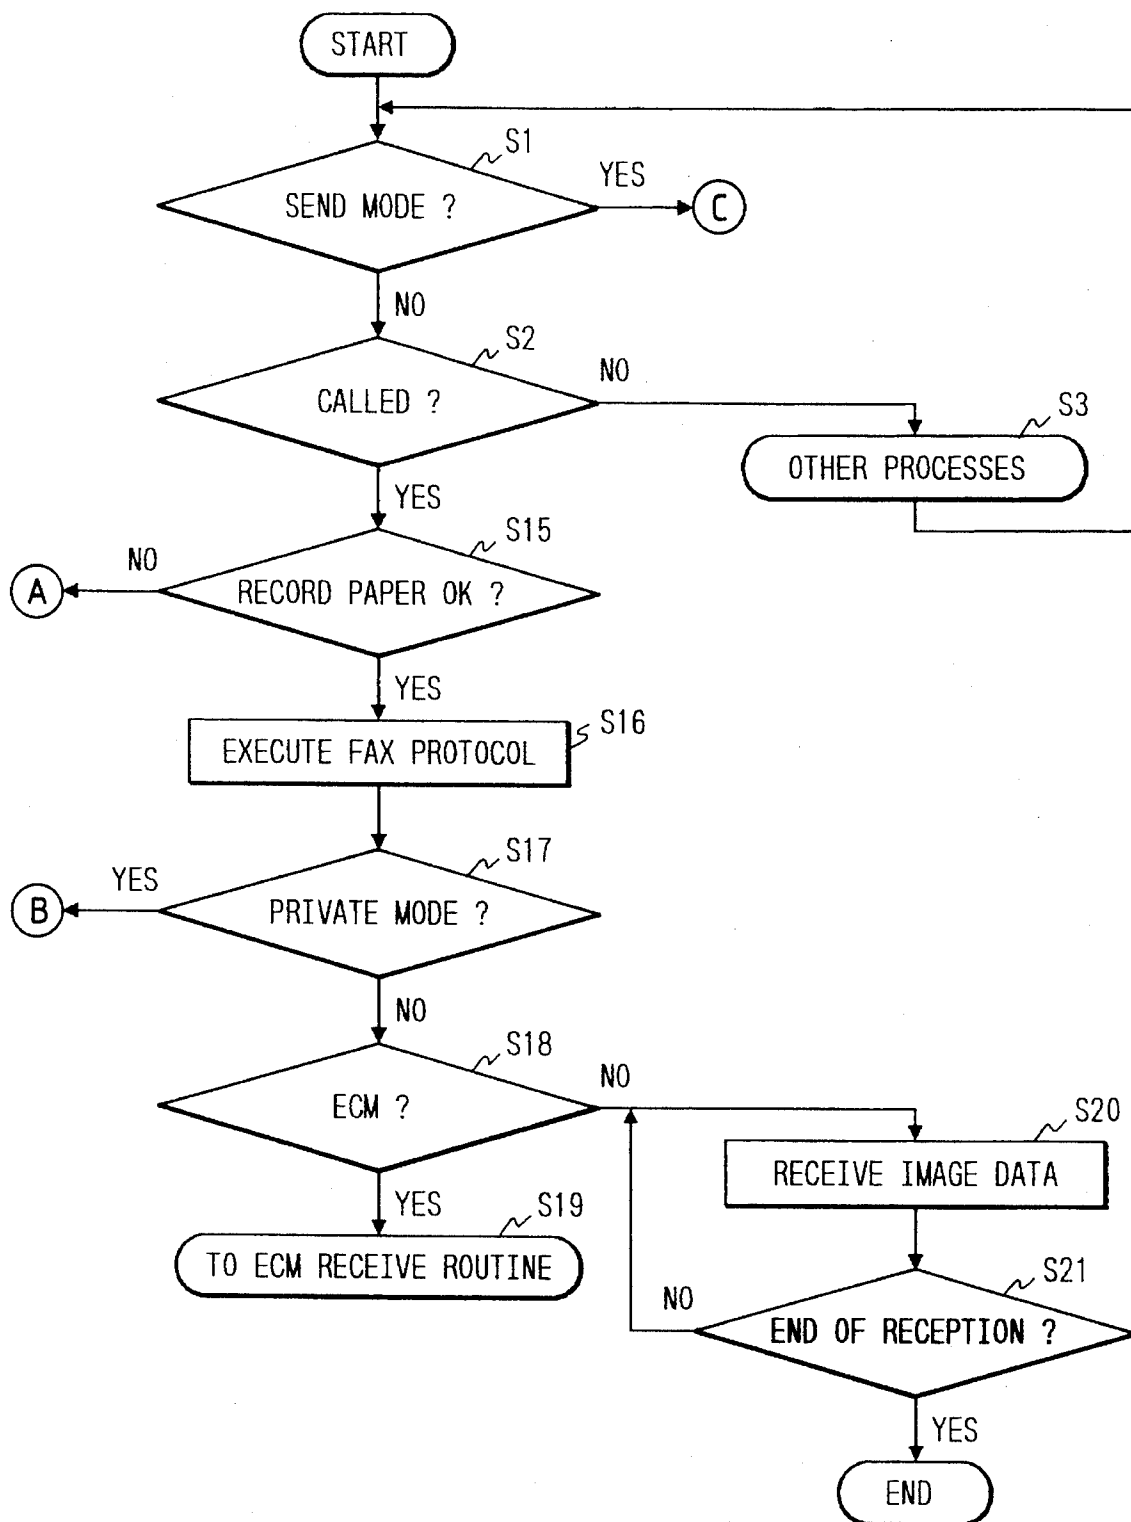 START
S1
SEND MODE ?
YES
C
NO
S2
CALLED ?
NO
S3
OTHER PROCESSES
YES
S15
NO
A
RECORD PAPER OK ?
YES
S16
EXECUTE FAX PROTOCOL
S17
YES
B
PRIVATE MODE ?
NO
S18
ECM ?
NO
S20
RECEIVE IMAGE DATA
YES
S19
TO ECM RECEIVE ROUTINE
S21
NO
END OF RECEPTION ?
YES
END